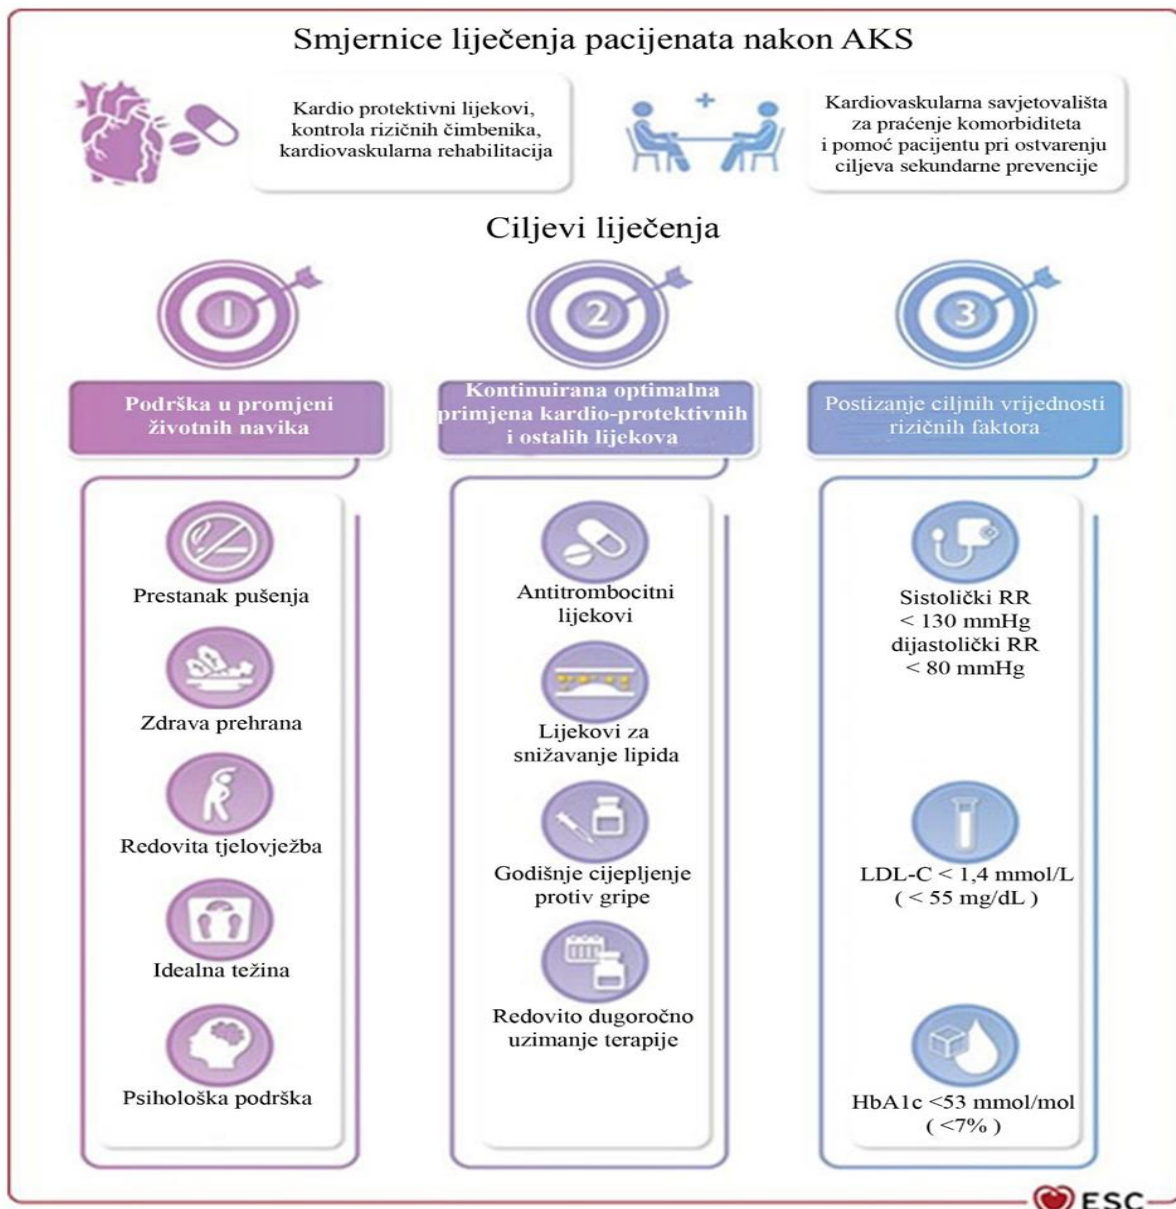 Smjernice liječenja pacijenata nakon AKS
Kardio protektivni lijekovi,
kontrola rizičnih čimbenika,
kardiovaskularna rehabilitacija
Kardiovaskularna savjetovališta
za praćenje komorbiditeta
i pomoć pacijentu pri ostvarenju
ciljeva sekundarne prevencije
Ciljevi liječenja
1
2
3
Podrška u promjeni
životnih navika
Prestanak pušenja
Zdrava prehrana
Redovita tjelovježba
Idealna težina
Psihološka podrška
Kontinuirana optimalna
primjena kardio-protektivnih
i ostalih lijekova
Antitrombocitni
lijekovi
Lijekovi za
snižavanje lipida
Godišnje cijepljenje
protiv gripe
Redovito dugoročno
uzimanje terapije
Postizanje ciljnih vrijednosti
rizičnih faktora
Sistolički RR
< 130 mmHg
dijastolički RR
< 80 mmHg
LDL-C < 1,4 mmol/L
( < 55 mg/dL )
HbA1c <53 mmol/mol
( <7% )
ESC